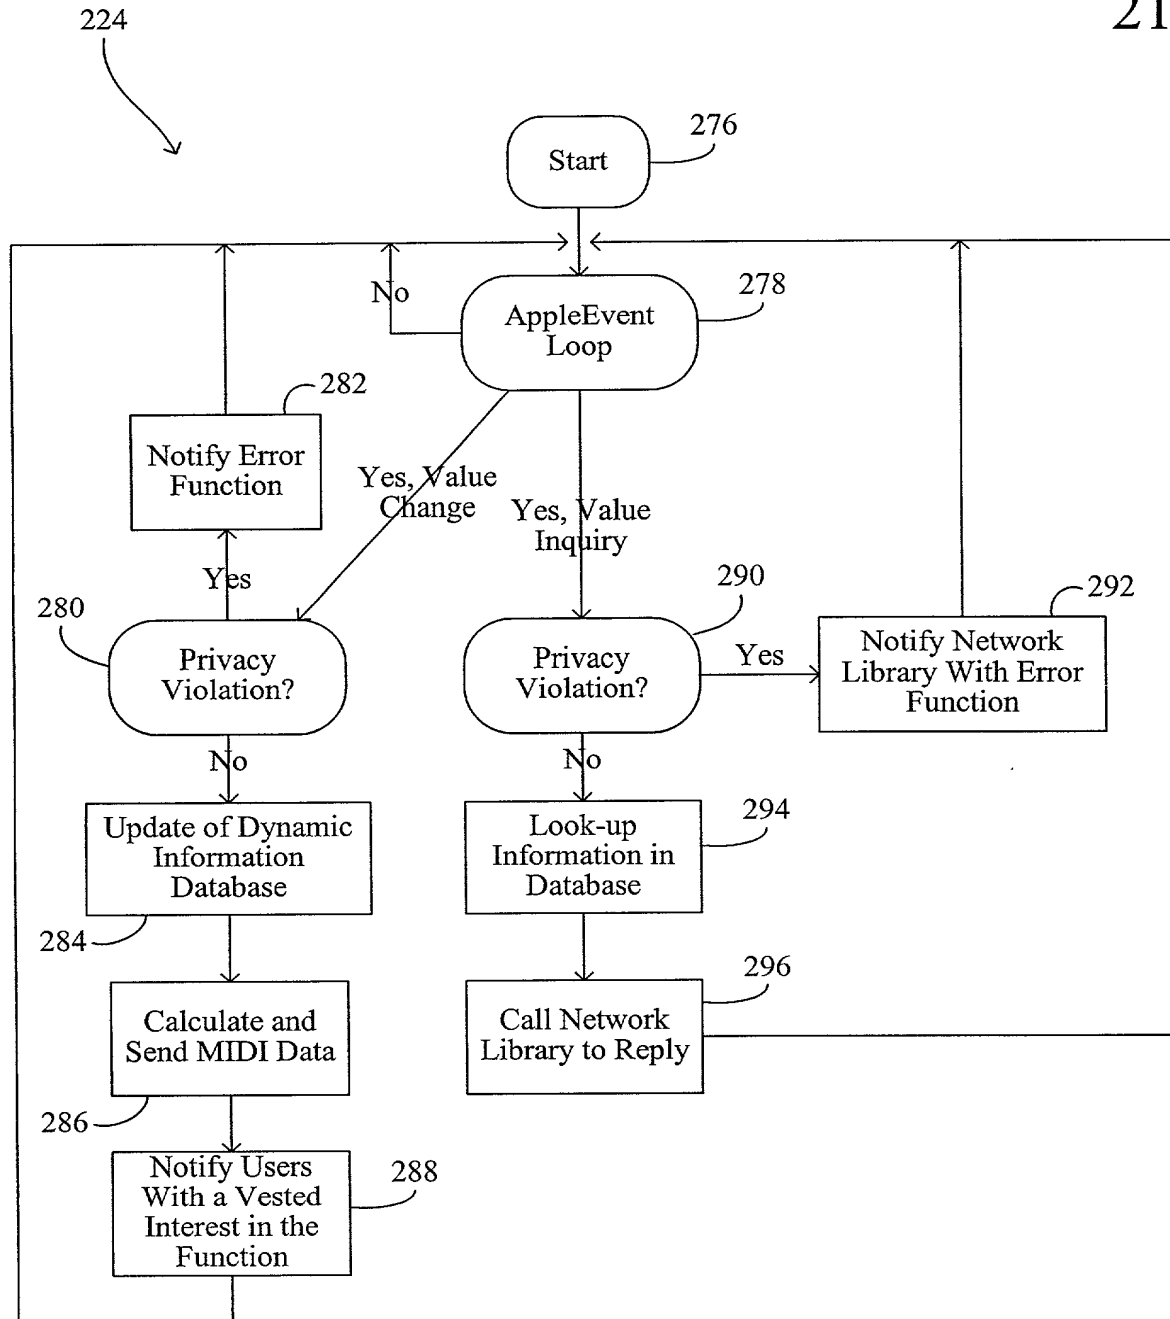 224
21
276
Start
No
278
AppleEvent
Loop
282
Notify Error
Function
Yes, Value
Change
Yes, Value
Inquiry
Yes
280
Privacy
Violation?
290
Privacy
Violation?
Yes
292
Notify Network
Library With Error
Function
No
No
Update of Dynamic
Information
Database
284
Look-up
Information in
Database
294
Calculate and
Send MIDI Data
286
Call Network
Library to Reply
296
Notify Users
With a Vested
Interest in the
Function
288